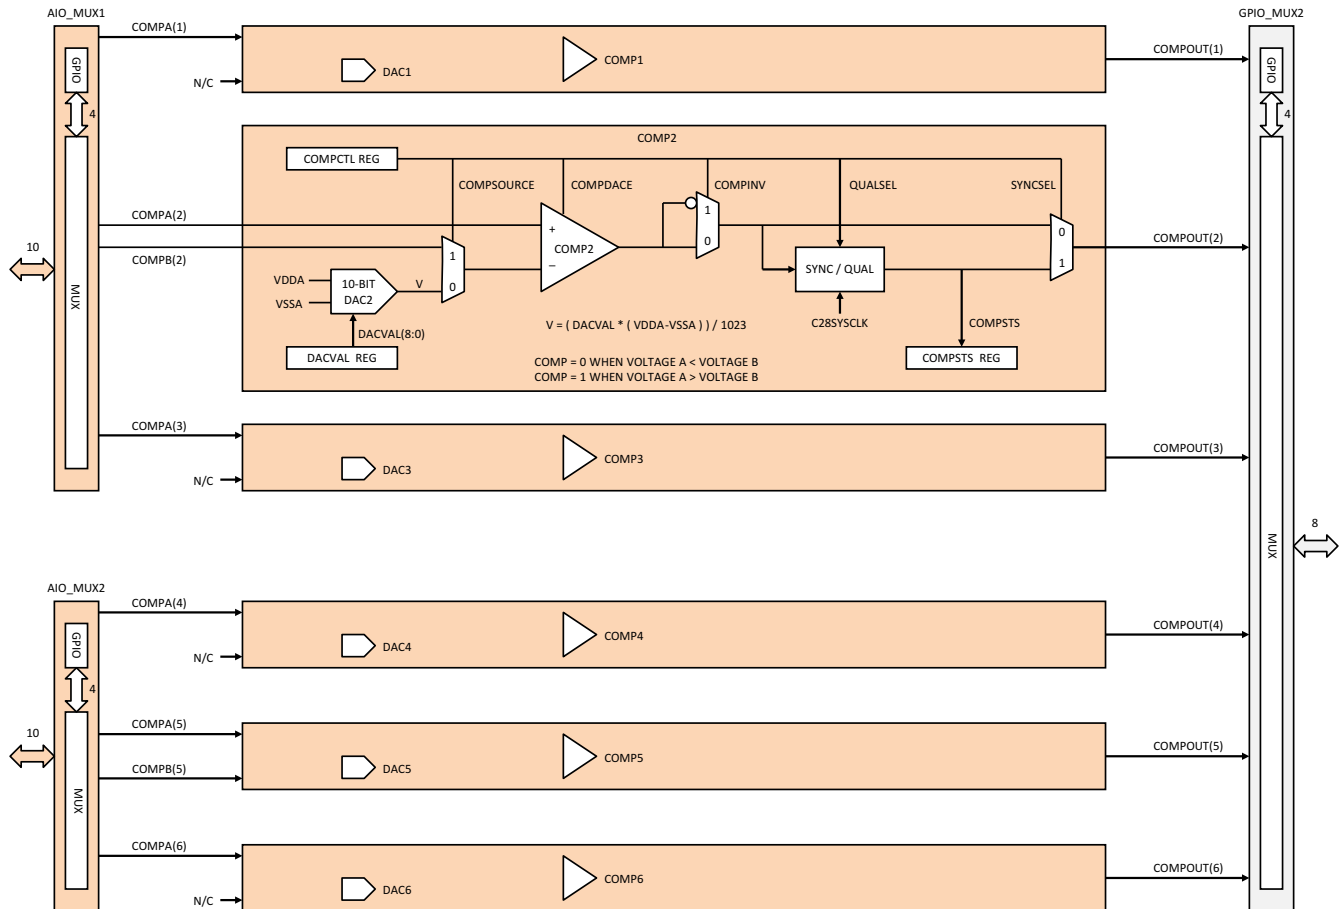 AIO_MUX1
GPIO_MUX2
COMPA(1)
GPIO
4
N/C
DAC1
COMP1
COMPOUT(1)
GPIO
4
COMP2
COMPCTL REG
COMPSOURCE
COMPDACE
COMPINV
QUALSEL
SYNCSEL
COMPA(2)
10
COMPB(2)
MUX
VDDA
VSSA
10-BIT
DAC2
V
1
0
+
–
COMP2
1
0
SYNC / QUAL
0
1
COMPOUT(2)
DACVAL(8:0)
DACVAL REG
V = ( DACVAL * ( VDDA-VSSA ) ) / 1023
C28SYSCLK
COMPSTS
COMPSTS REG
COMP = 0 WHEN VOLTAGE A < VOLTAGE B
COMP = 1 WHEN VOLTAGE A > VOLTAGE B
COMPA(3)
N/C
DAC3
COMP3
COMPOUT(3)
MUX
8
AIO_MUX2
COMPA(4)
GPIO
4
N/C
DAC4
COMP4
COMPOUT(4)
COMPA(5)
10
COMPB(5)
MUX
DAC5
COMP5
COMPOUT(5)
COMPA(6)
N/C
DAC6
COMP6
COMPOUT(6)